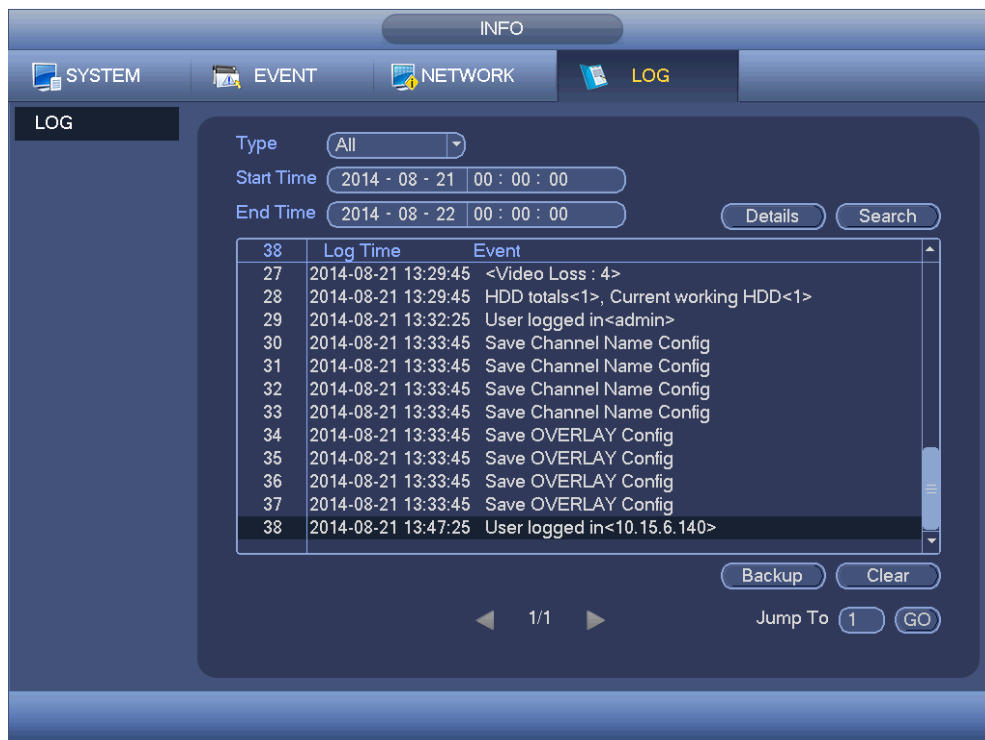 INFO
SYSTEM EVENT NETWORK LOG
LOG
Type All
Start Time 2014 - 08 - 21 00 : 00 : 00
End Time 2014 - 08 - 22 00 : 00 : 00 Details Search
38 Log Time Event
27 2014-08-21 13:29:45 <Video Loss : 4>
28 2014-08-21 13:29:45 HDD totals<1>, Current working HDD<1>
29 2014-08-21 13:32:25 User logged in<admin>
30 2014-08-21 13:33:45 Save Channel Name Config
31 2014-08-21 13:33:45 Save Channel Name Config
32 2014-08-21 13:33:45 Save Channel Name Config
33 2014-08-21 13:33:45 Save Channel Name Config
34 2014-08-21 13:33:45 Save OVERLAY Config
35 2014-08-21 13:33:45 Save OVERLAY Config
36 2014-08-21 13:33:45 Save OVERLAY Config
37 2014-08-21 13:33:45 Save OVERLAY Config
38 2014-08-21 13:47:25 User logged in<10.15.6.140>
Backup Clear
1/1 Jump To 1 GO